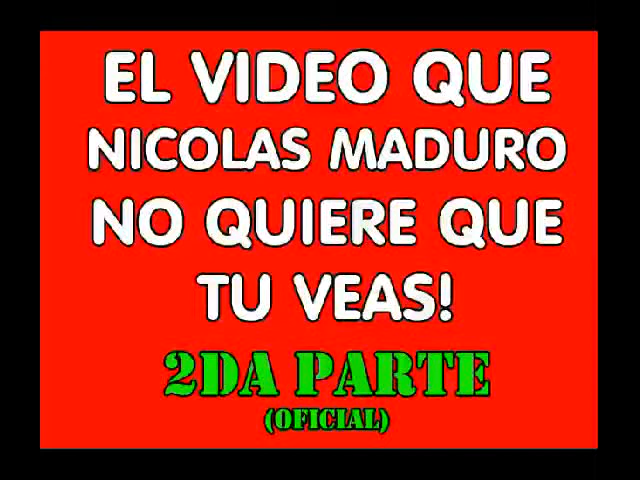 EL VIDEO QUE
NICOLAS MADURO
NO QUIERE QUE
TU VEAS!
2DA PARTE
(OFICIAL)